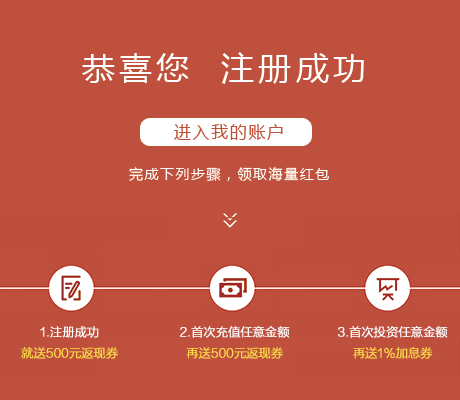 恭喜您 注册成功
进入我的账户
完成下列步骤，领取海量红包
1.注册成功
就送500元返现券
2.首次充值任意金额
再送500元返现券
3.首次投资任意金额
再送1%加息券